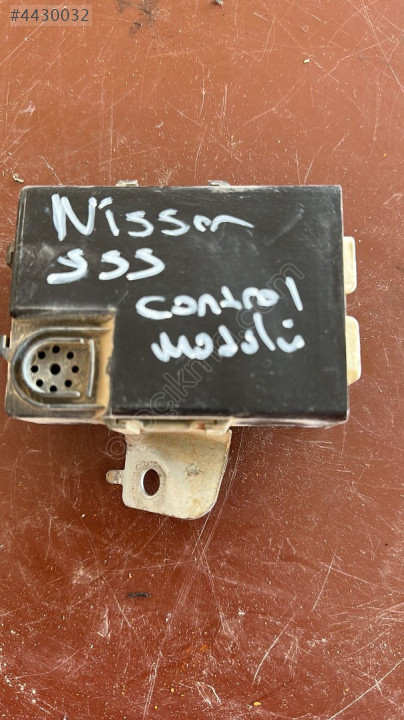 #4430032
Nissan
SSS
control
modülü